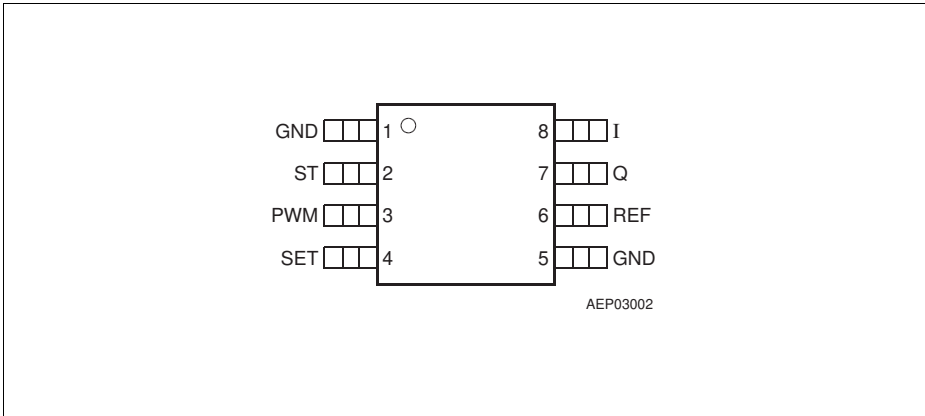 GND 1 8 I
ST 2 7 Q
PWM 3 6 REF
SET 4 5 GND
AEP03002